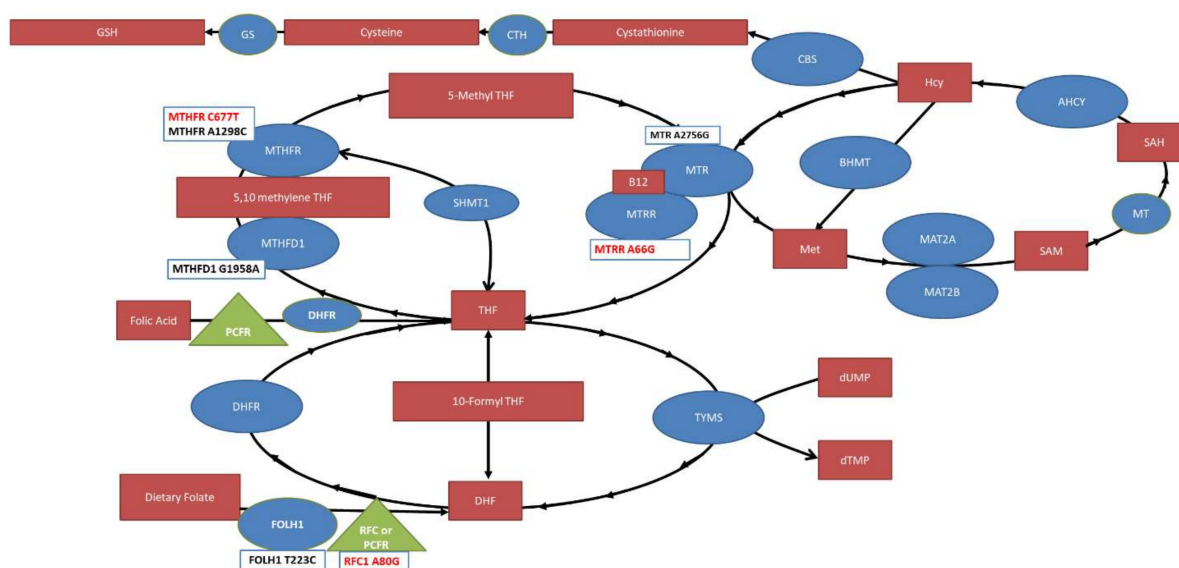 GSH
GS
Cysteine
CTH
Cystathionine
CBS
Hcy
AHCY
SAH
MT
5-Methyl THF
MTHFR C677T
MTHFR A1298C
MTHFR
MTR A2756G
MTR
B12
MTRR
MTRR A66G
BHMT
5,10 methylene THF
SHMT1
MTHFD1
MTHFD1 G1958A
Met
MAT2A
MAT2B
SAM
Folic Acid
PCFR
DHFR
THF
DHFR
10-Formyl THF
TYMS
dUMP
dTMP
Dietary Folate
FOLH1
FOLH1 T223C
RFC or
PCFR
RFC1 A80G
DHF